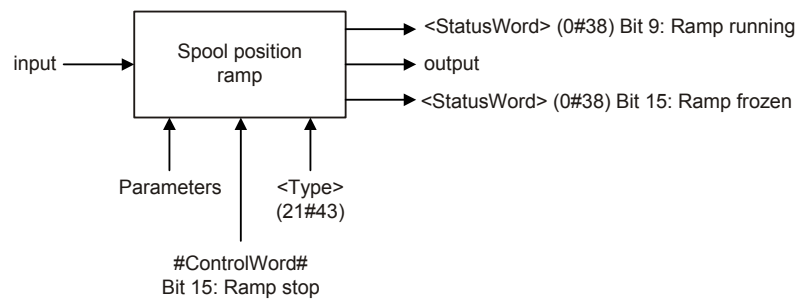 <StatusWord> (0#38) Bit 9: Ramp running
Spool position
ramp
input
output
<StatusWord> (0#38) Bit 15: Ramp frozen
Parameters
<Type>
(21#43)
#ControlWord#
Bit 15: Ramp stop